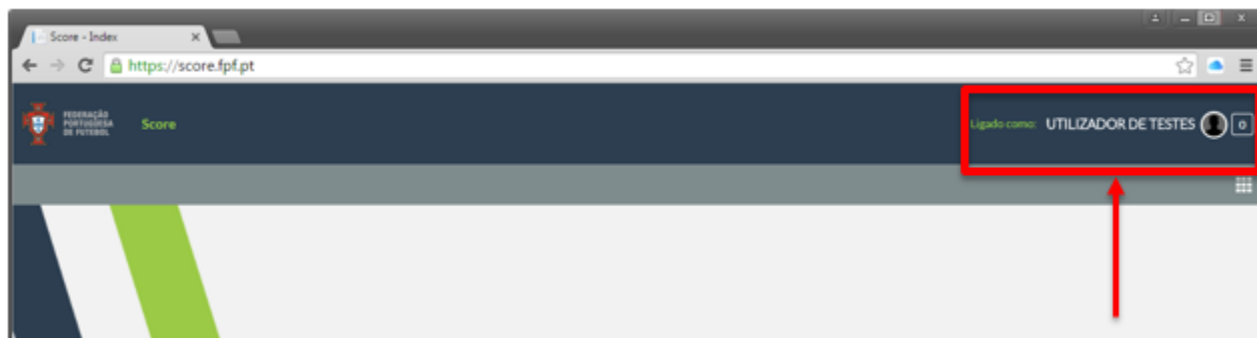 Score - Index
https://score.fpf.pt
FEDERAÇÃO
PORTUGUESA
DE FUTEBOL
Score
Ligado como: UTILIZADOR DE TESTES 0